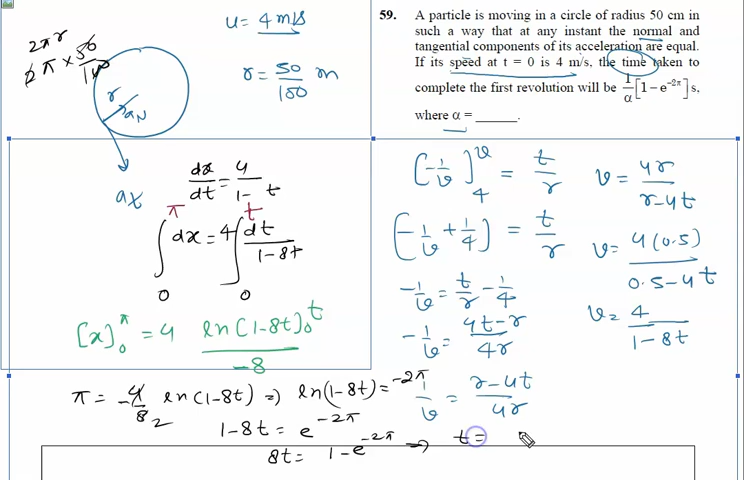 59. A particle is moving in a circle of radius 50 cm in
such a way that at any instant the normal and
tangential components of its acceleration are equal.
If its speed at t = 0 is 4 m/s, the time taken to
complete the first revolution will be 1/α [1 − e^−2π] s,
where α = ______.
u = 4 m/s
r = 50/100 m
2πr
2π × 50/100
r
aN
at
dx/dt = 4/1- t
∫₀^π dx = 4 ∫₀^t dt/1-8t
[x]₀^π = 4 ln(1-8t)₀^t/-8
π = -4/8 2 ln(1-8t) => ln(1-8t) = -2π
1-8t = e^-2π
8t = 1-e^-2π => t =
(-1/v]₄^v = t/r
(-1/v + 1/4) = t/r
-1/v = t/r - 1/4
-1/v = 4t-r/4r
1/v = r-4t/4r
v = 4r/r-4t
v = 4(0.5)/0.5-4t
v = 4/1-8t